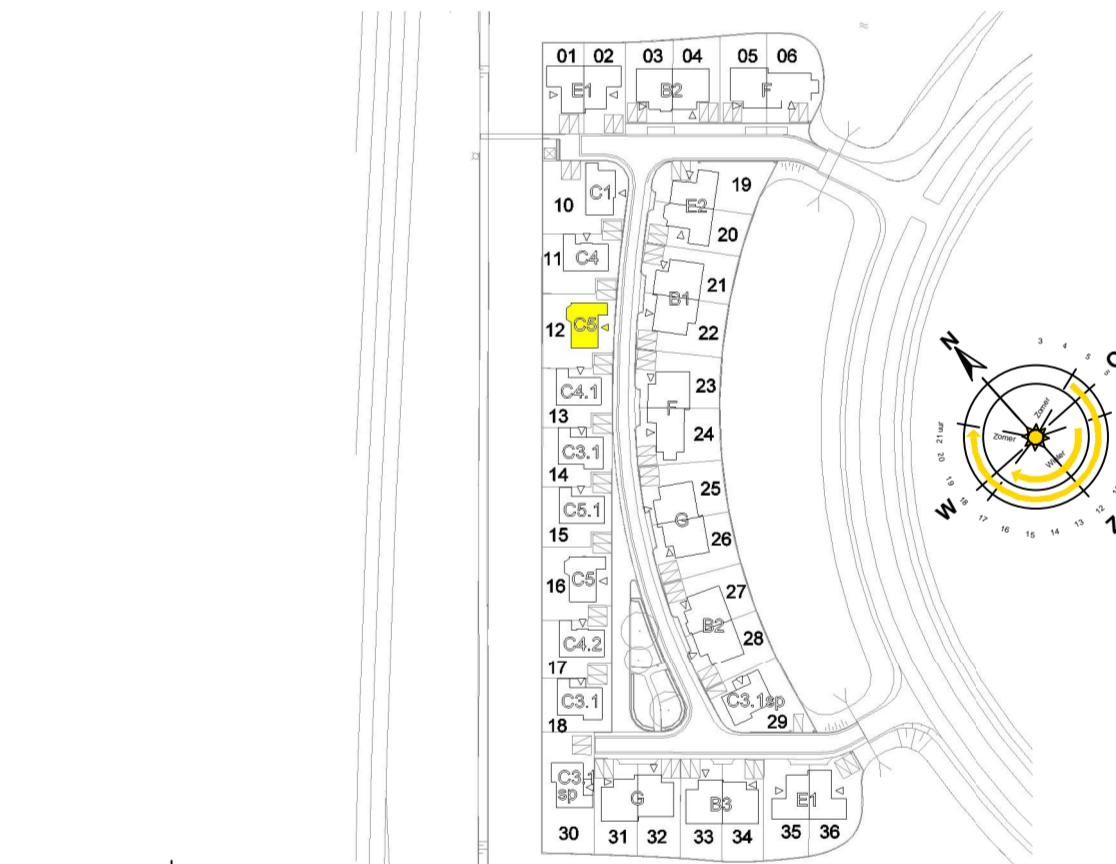 01 02 03 04 05 06
E1 B2 F
10 C1
19
E2
20
11 C4
21
B1
22
12 C5
23
F
24
C4.1
13
C3.1
14
25
G
26
C5.1
15
16 C5
27
B2
28
C4.2
17
C3.1
18
C3.1sp
29
C3.1
sp
30
G
31 32
B3
33 34
E1
35 36
N
W
Zomer
Zomer
Winter
3 4 5 6
12 13 14 15 16 17 18 19 20 21 uur